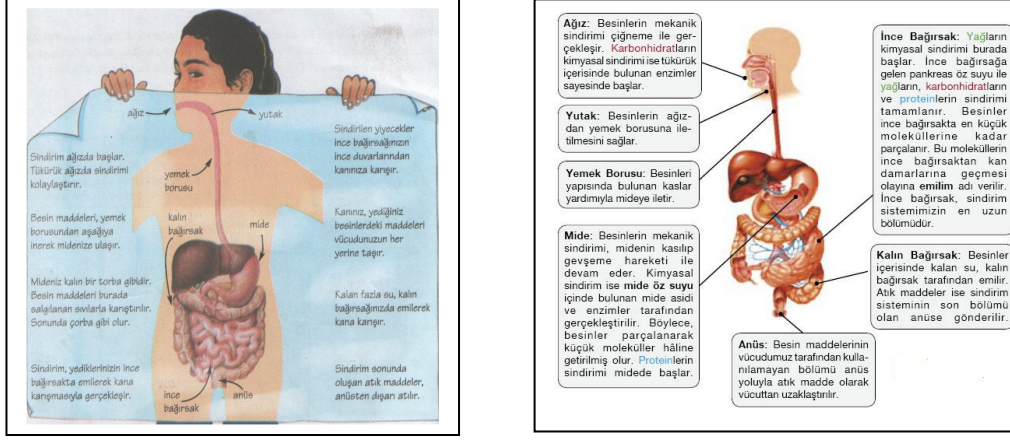 ağız
yutak
Sindirim ağızda başlar.
Tükürük ağızda sindirimi
kolaylaştırır.
yemek
borusu
Sindirilen yiyecekler
ince bağırsağınızın
ince duvarlarından
kanınıza karışır.
Besin maddeleri, yemek
borusundan aşağıya
inerek midenize ulaşır.
kalın
bağırsak
mide
Kanınız, yediğiniz
besinlerdeki maddeleri
vücudunuzun her
yerine taşır.
Mideniz kalın bir torba gibidir.
Besin maddeleri burada
salgılanan sıvılarla karıştırılır.
Sonunda çorba gibi olur.
Kalan fazla su, kalın
bağırsağınızda emilerek
kana karışır.
Sindirim, yediklerinizin ince
bağırsakta emilerek kana
karışmasıyla gerçekleşir.
ince
bağırsak
anüs
Sindirim sonunda
oluşan atık maddeler,
anüsten dışarı atılır.
Ağız: Besinlerin mekanik
sindirimi çiğneme ile ger-
çekleşir. Karbonhidratların
kimyasal sindirimi ise tükürük
içerisinde bulunan enzimler
sayesinde başlar.
Yutak: Besinlerin ağız-
dan yemek borusuna ile-
tilmesini sağlar.
Yemek Borusu: Besinleri
yapısında bulunan kaslar
yardımıyla mideye iletir.
Mide: Besinlerin mekanik
sindirimi, midenin kasılıp
gevşeme hareketi ile
devam eder. Kimyasal
sindirim ise mide öz suyu
içinde bulunan mide asidi
ve enzimler tarafından
gerçekleştirilir. Böylece,
besinler parçalanarak
küçük moleküller hâline
getirilmiş olur. Proteinlerin
sindirimi midede başlar.
Anüs: Besin maddelerinin
vücudumuz tarafından kulla-
nılamayan bölümü anüs
yoluyla atık madde olarak
vücuttan uzaklaştırılır.
İnce Bağırsak: Yağların
kimyasal sindirimi burada
başlar. İnce bağırsağa
gelen pankreas öz suyu ile
yağların, karbonhidratların
ve proteinlerin sindirimi
tamamlanır. Besinler
ince bağırsakta en küçük
moleküllerine kadar
parçalanır. Bu moleküllerin
ince bağırsaktan kan
damarlarına geçmesi
olayına emilim adı verilir.
İnce bağırsak, sindirim
sistemimizin en uzun
bölümüdür.
Kalın Bağırsak: Besinler
içerisinde kalan su, kalın
bağırsak tarafından emilir.
Atık maddeler ise sindirim
sisteminin son bölümü
olan anüse gönderilir.